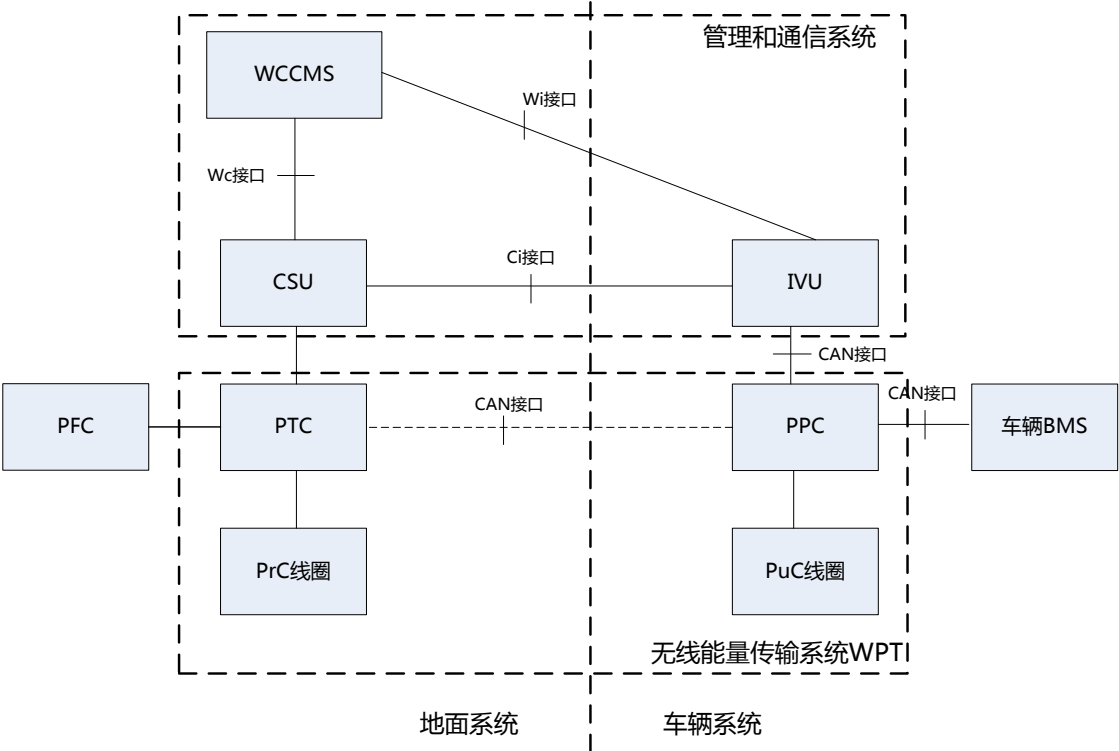 管理和通信系统
WCCMS
Wi接口
Wc接口
Ci接口
CSU
IVU
CAN接口
CAN接口
CAN接口
PFC
PTC
PPC
车辆BMS
PrC线圈
PuC线圈
无线能量传输系统WPT
地面系统
车辆系统